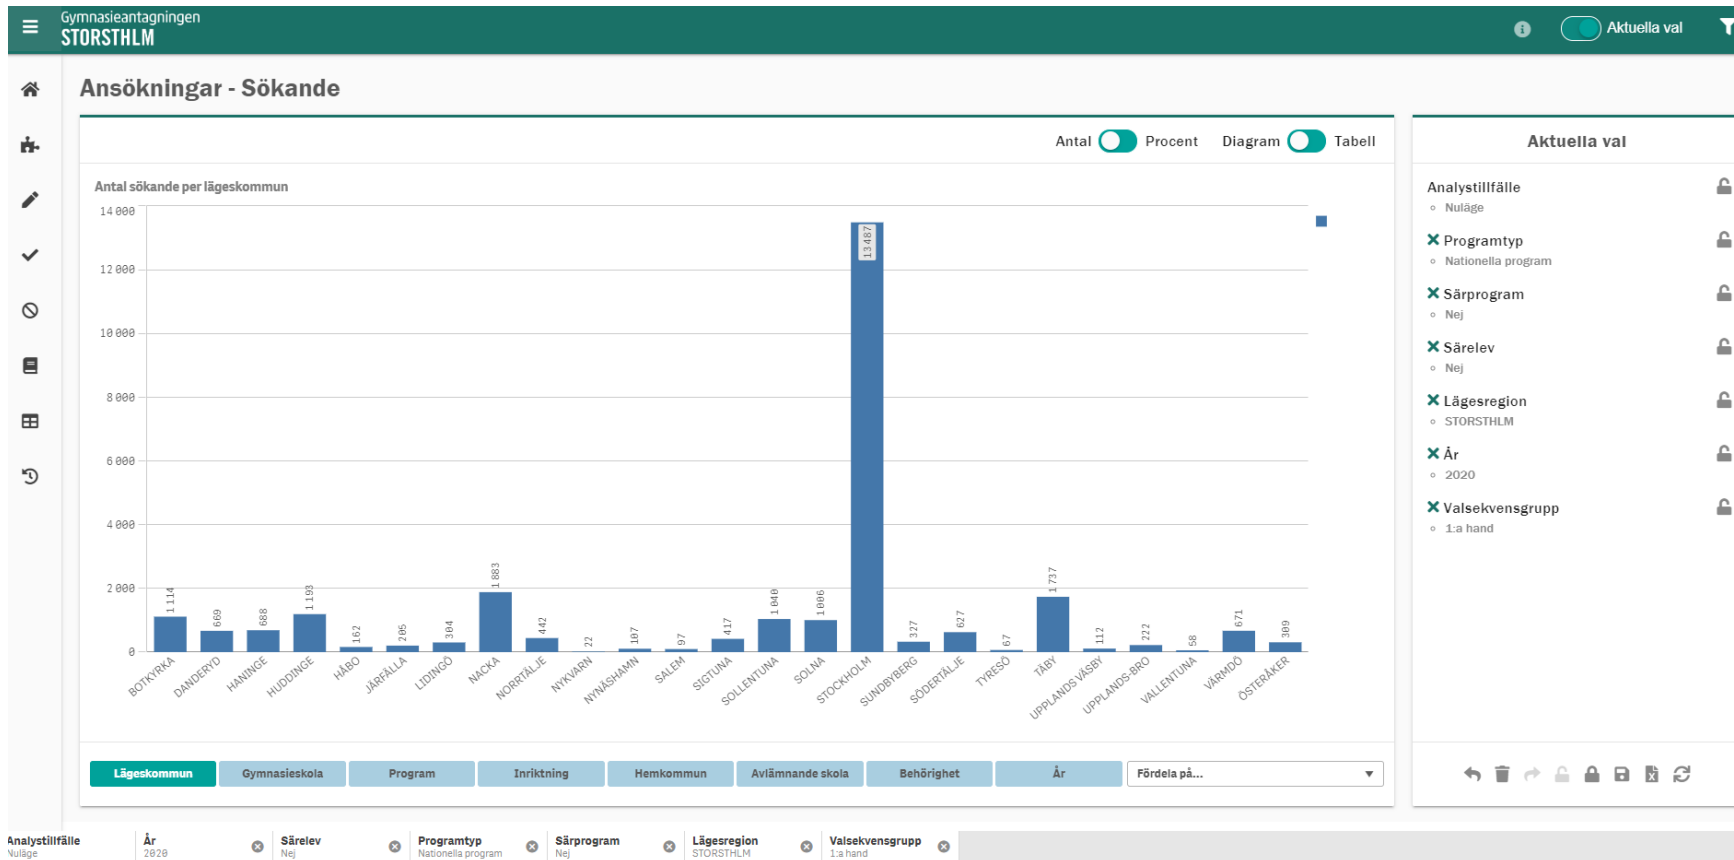 Gymnasieantagningen
STORSTHLM
Aktuella val
Ansökningar - Sökande
Antal Procent Diagram Tabell
Antal sökande per lägeskommun
14 000
12 000
10 000
8 000
6 000
4 000
2 000
0
1 114
669
688
1 193
162
205
304
1 883
442
22
107
97
417
1 040
1 006
13 487
327
627
67
1 737
112
222
58
671
309
BOTKYRKA
DANDERYD
HANINGE
HUDDINGE
HÅBO
JÄRFÄLLA
LIDINGÖ
NACKA
NORRTÄLJE
NYKVARN
NYNÄSHAMN
SALEM
SIGTUNA
SOLLENTUNA
SOLNA
STOCKHOLM
SUNDBYBERG
SÖDERTÄLJE
TYRESÖ
TÄBY
UPPLANDS VÄSBY
UPPLANDS-BRO
VALLENTUNA
VÄRMDÖ
ÖSTERÅKER
Lägeskommun Gymnasieskola Program Inriktning Hemkommun Avlämnande skola Behörighet År Fördela på...
Aktuella val
Analystillfälle
Nuläge
Programtyp
Nationella program
Särprogram
Nej
Särelev
Nej
Lägesregion
STORSTHLM
År
2020
Valsekvensgrupp
1:a hand
Analystillfälle År Särelev Programtyp Särprogram Lägesregion Valsekvensgrupp
Nuläge 2020 Nej Nationella program Nej STORSTHLM 1:a hand